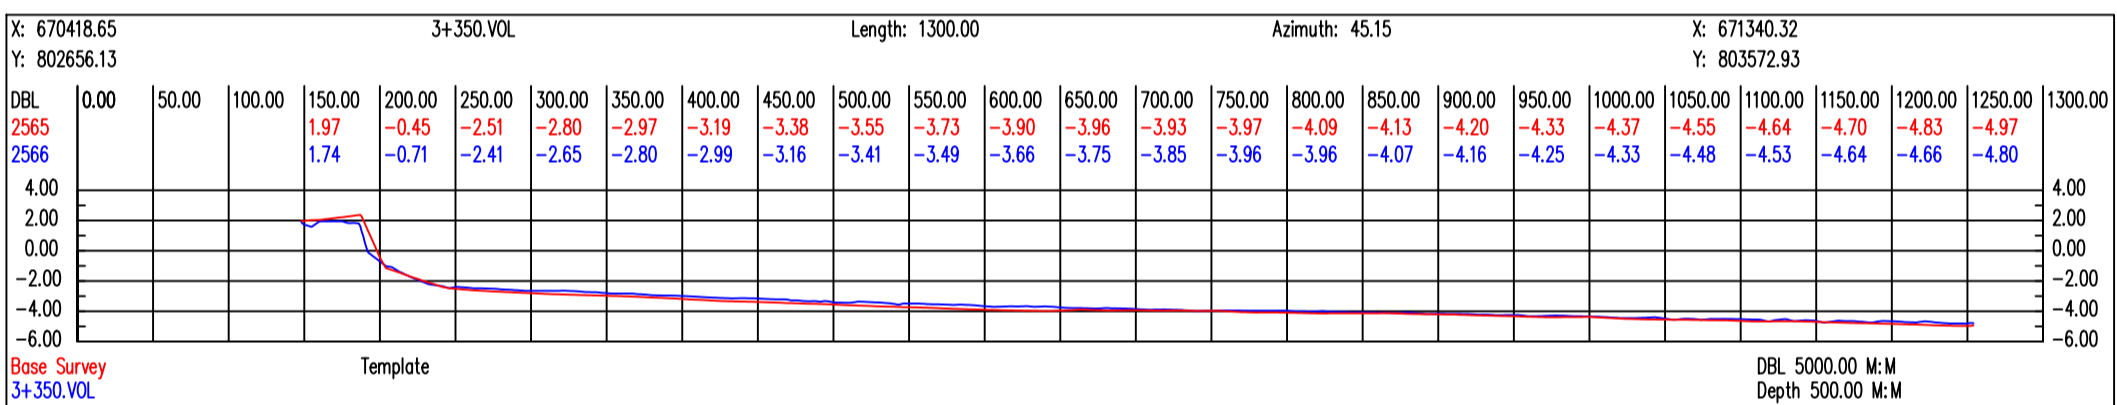 X: 670418.65 3+350.VOL Length: 1300.00 Azimuth: 45.15 X: 671340.32
Y: 802656.13 Y: 803572.93
DBL 0.00 50.00 100.00 150.00 200.00 250.00 300.00 350.00 400.00 450.00 500.00 550.00 600.00 650.00 700.00 750.00 800.00 850.00 900.00 950.00 1000.00 1050.00 1100.00 1150.00 1200.00 1250.00 1300.00
2565 1.97 -0.45 -2.51 -2.80 -2.97 -3.19 -3.38 -3.55 -3.73 -3.90 -3.96 -3.93 -3.97 -4.09 -4.13 -4.20 -4.33 -4.37 -4.55 -4.64 -4.70 -4.83 -4.97
2566 1.74 -0.71 -2.41 -2.65 -2.80 -2.99 -3.16 -3.41 -3.49 -3.66 -3.75 -3.85 -3.96 -3.96 -4.07 -4.16 -4.25 -4.33 -4.48 -4.53 -4.64 -4.66 -4.80
4.00 4.00
2.00 2.00
0.00 0.00
-2.00 -2.00
-4.00 -4.00
-6.00 -6.00
Base Survey Template DBL 5000.00 M:M
3+350.VOL Depth 500.00 M:M